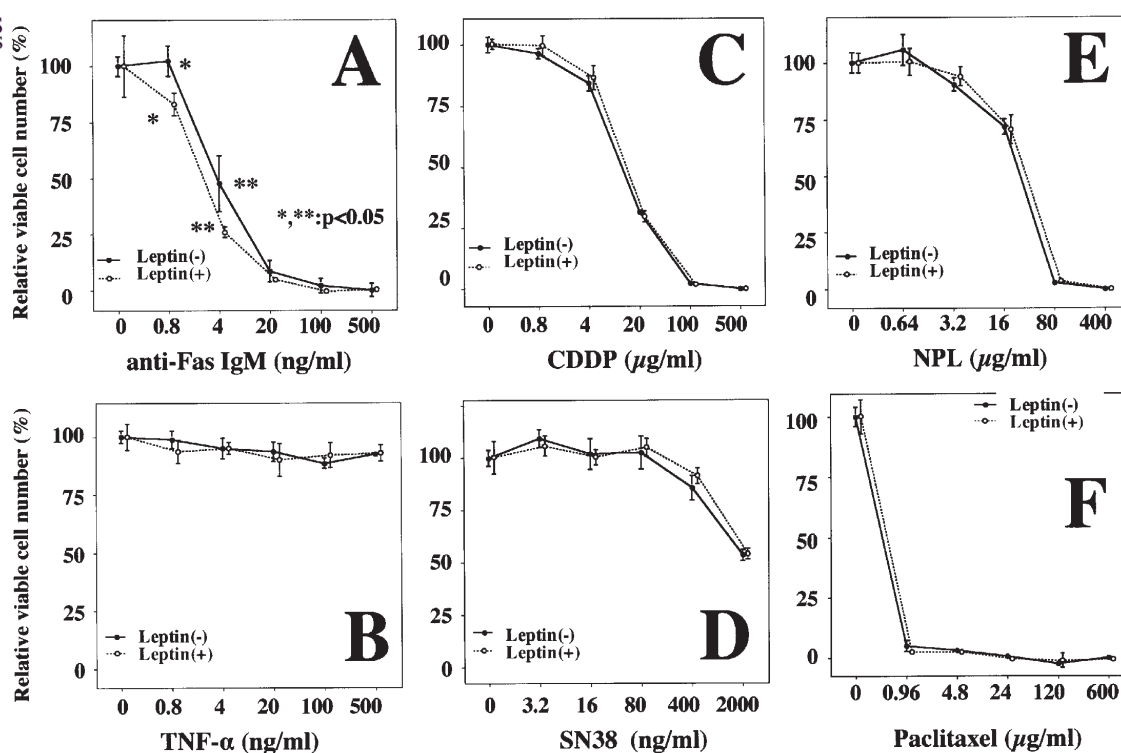 Relative viable cell number (%)
100
75
50
25
0
A
*
*
**
**
*,**:p<0.05
Leptin(-)
Leptin(+)
0 0.8 4 20 100 500
anti-Fas IgM (ng/ml)
100
75
50
25
0
C
Leptin(-)
Leptin(+)
0 0.8 4 20 100 500
CDDP (μg/ml)
100
75
50
25
0
E
Leptin(-)
Leptin(+)
0 0.64 3.2 16 80 400
NPL (μg/ml)
Relative viable cell number (%)
100
75
50
25
0
B
Leptin(-)
Leptin(+)
0 0.8 4 20 100 500
TNF-α (ng/ml)
100
75
50
25
0
D
Leptin(-)
Leptin(+)
0 3.2 16 80 400 2000
SN38 (ng/ml)
100
75
50
25
0
F
Leptin(-)
Leptin(+)
0 0.96 4.8 24 120 600
Paclitaxel (μg/ml)